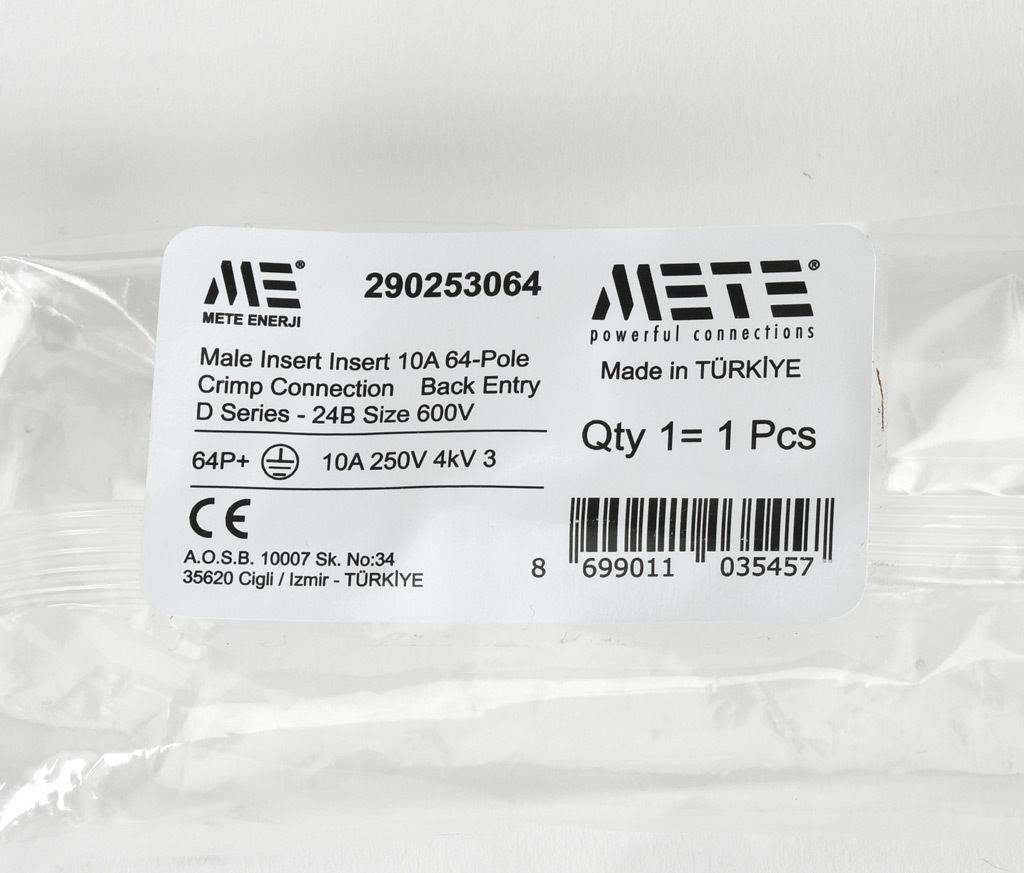 ME®
METE ENERJI
290253064
Male Insert Insert 10A 64-Pole
Crimp Connection Back Entry
D Series - 24B Size 600V
64P+ 10A 250V 4kV 3
CE
A.O.S.B. 10007 Sk. No:34
35620 Cigli / Izmir - TÜRKİYE
METE®
powerful connections
Made in TÜRKİYE
Qty 1= 1 Pcs
8 699011 035457